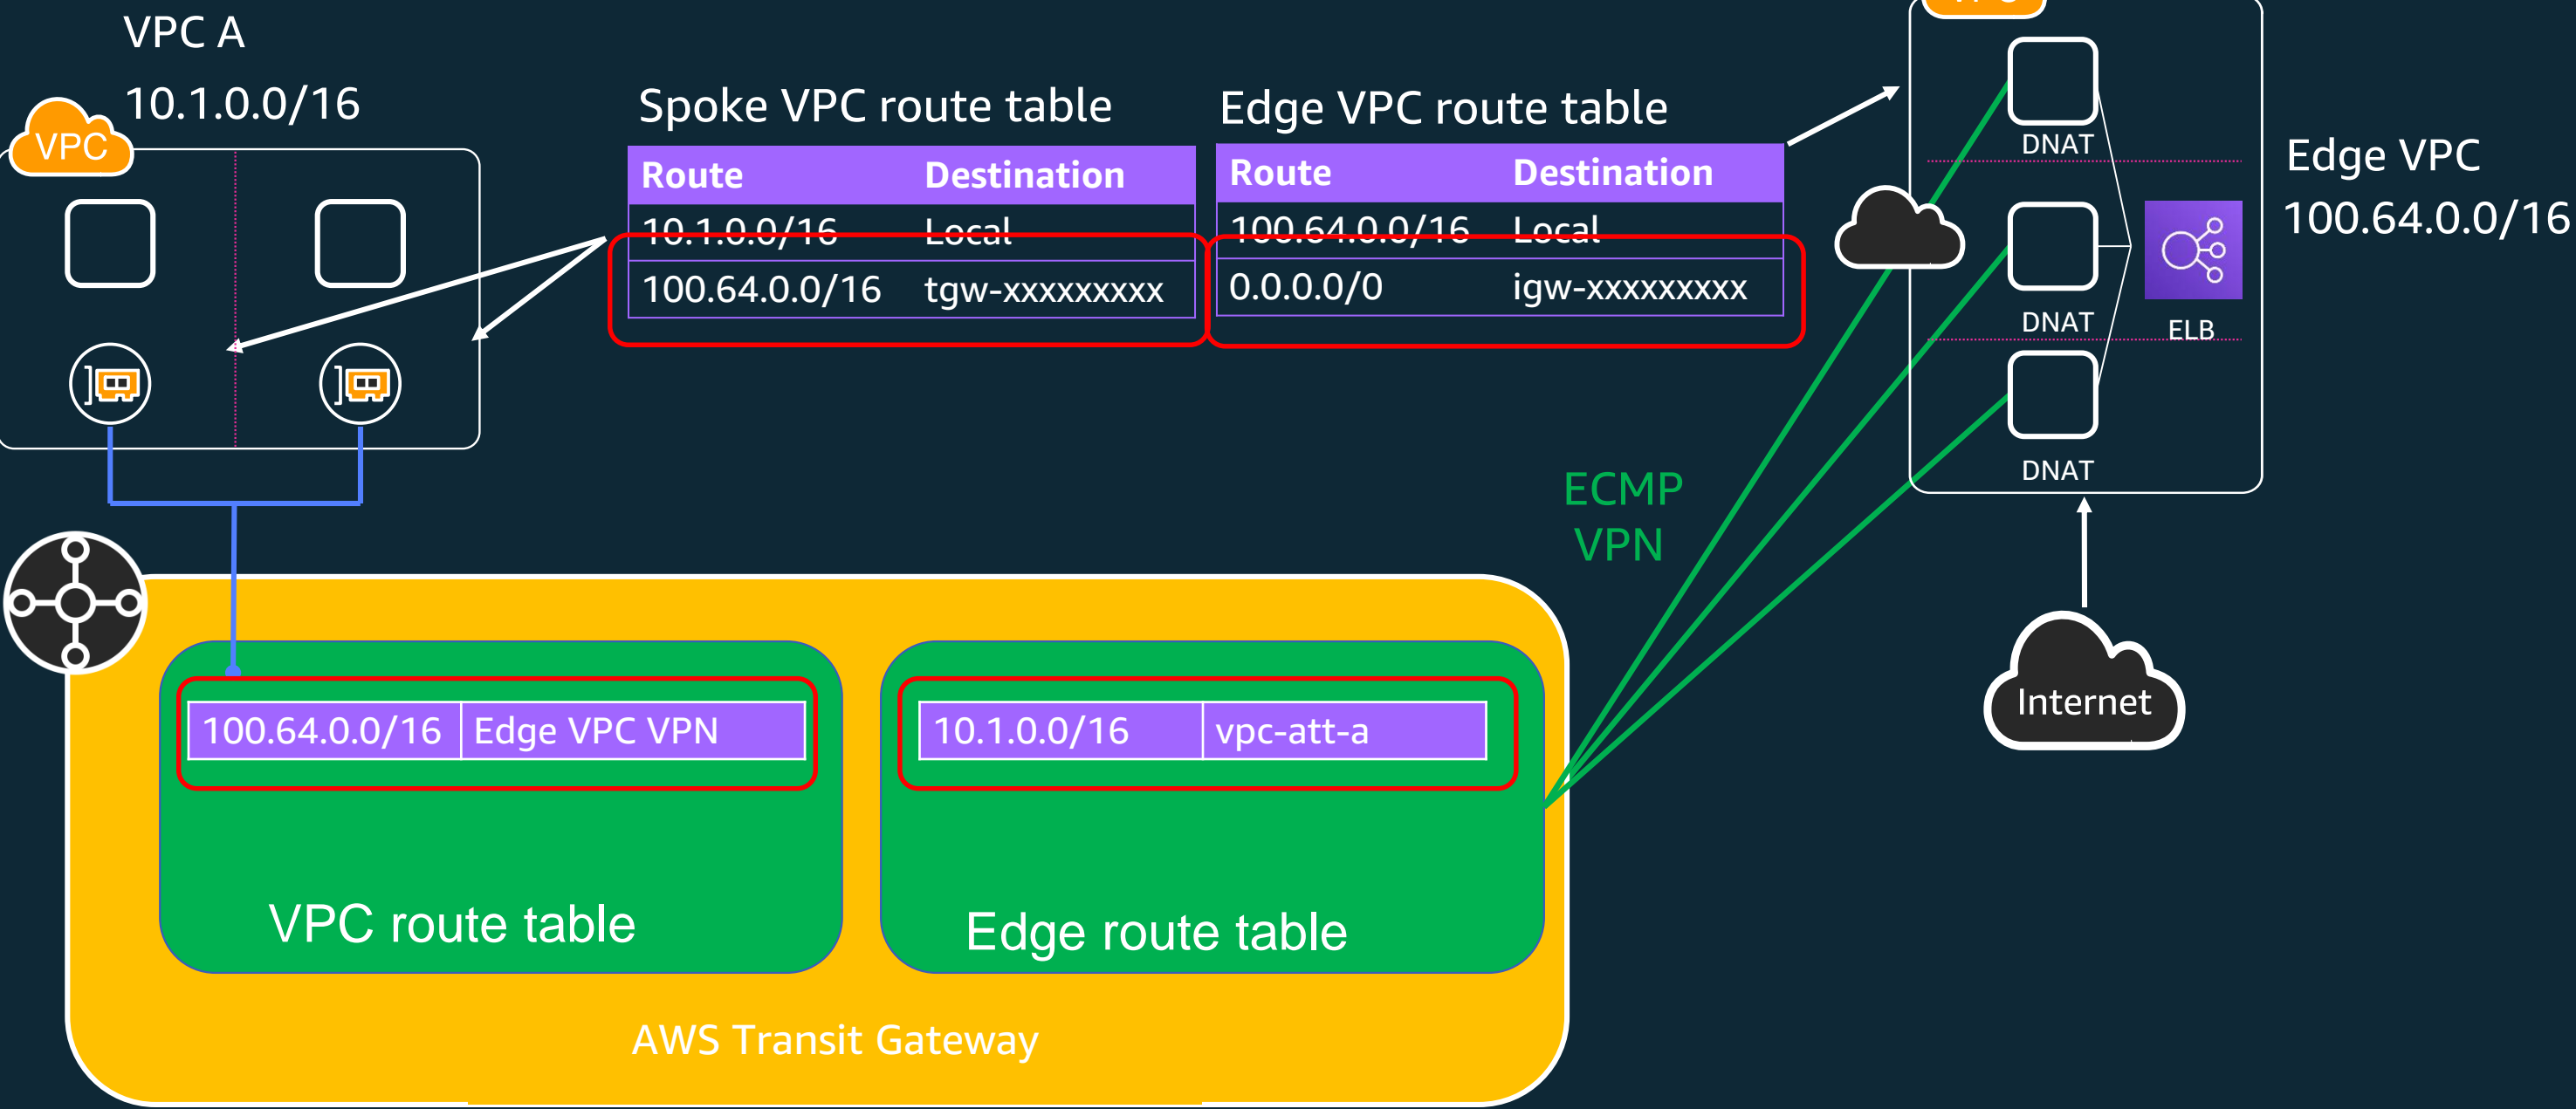 VPC A
10.1.0.0/16
VPC
Spoke VPC route table
Route Destination
10.1.0.0/16 Local
100.64.0.0/16 tgw-xxxxxxxxx
Edge VPC route table
Route Destination
100.64.0.0/16 Local
0.0.0.0/0 igw-xxxxxxxxx
VPC
DNAT
DNAT
DNAT
ELB
Edge VPC
100.64.0.0/16
ECMP
VPN
Internet
100.64.0.0/16 Edge VPC VPN
VPC route table
10.1.0.0/16 vpc-att-a
Edge route table
AWS Transit Gateway